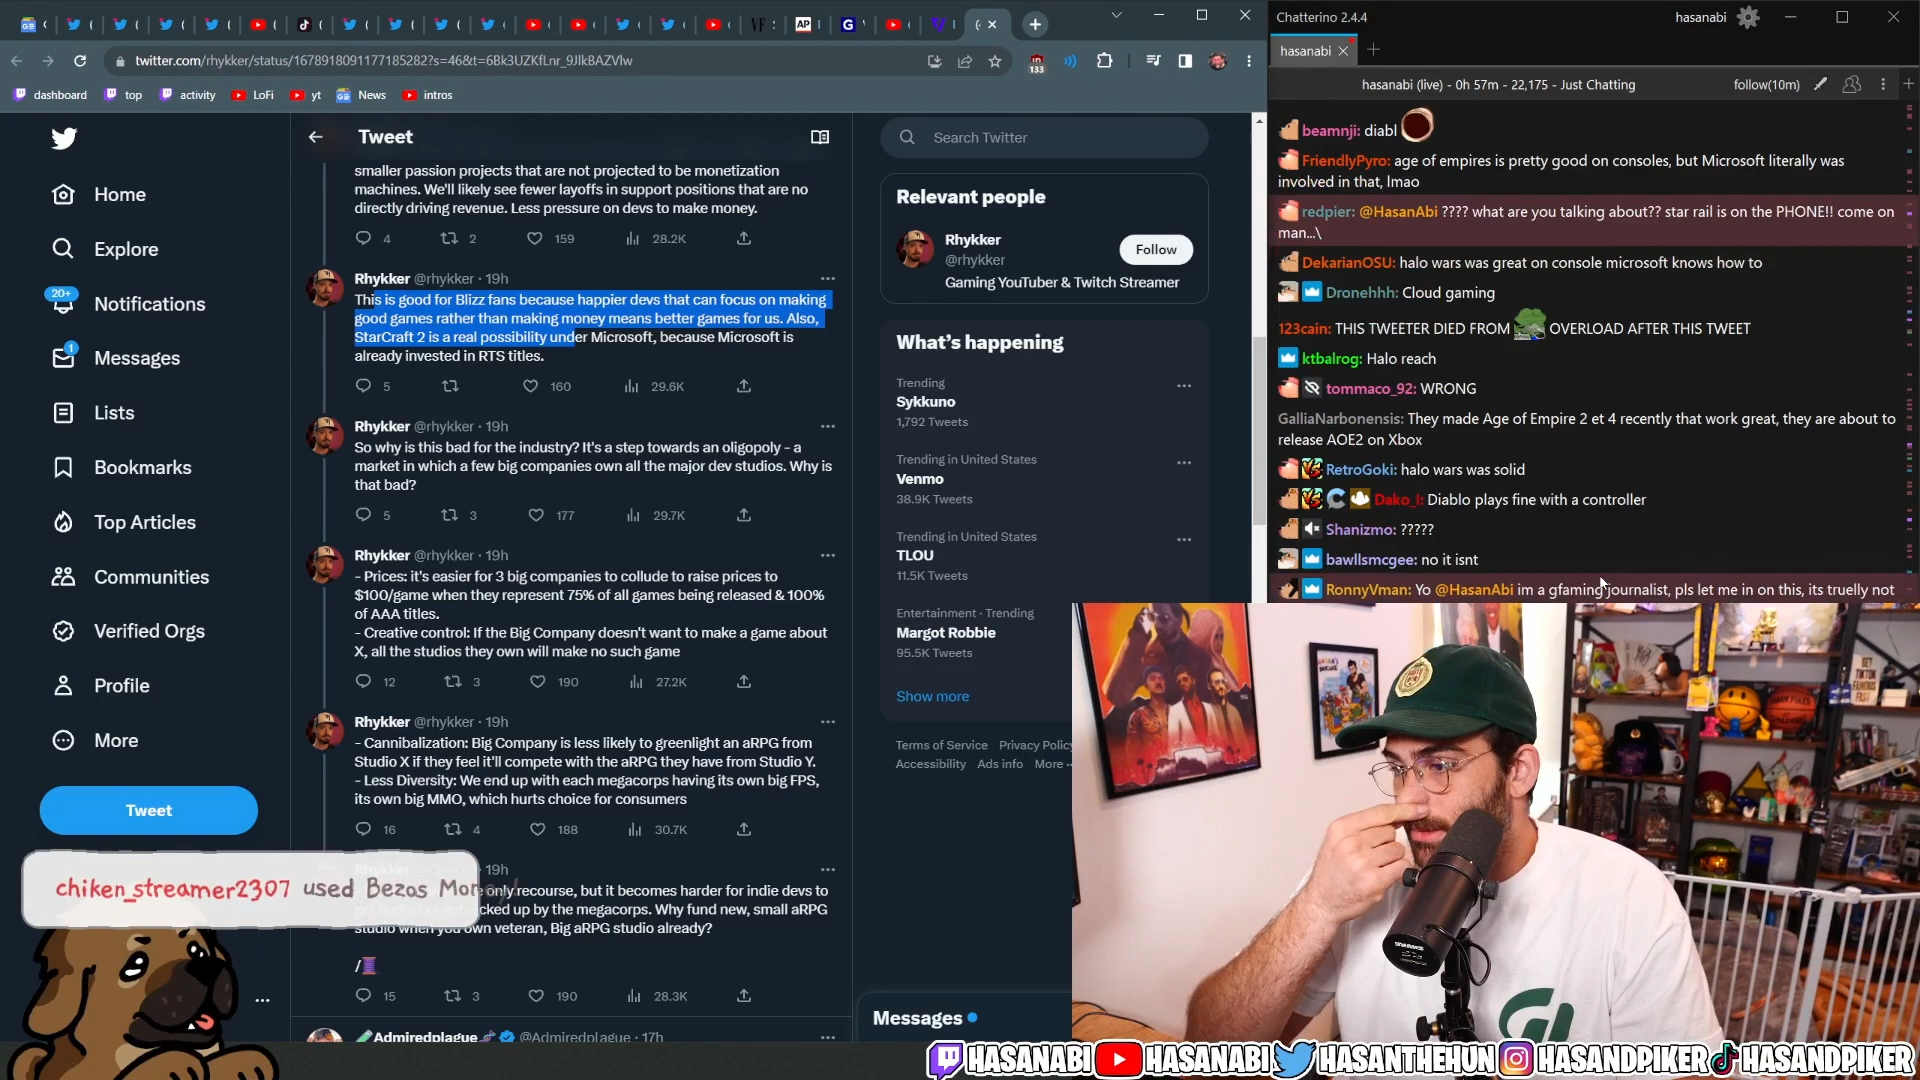 twitter.com/rhykker/status/1678918091177185282?s=46&t=6Bk3UZKfLnr_9JlkBAZVlw
133
dashboard
top
activity
LoFi
yt
News
intros
Home
Explore
20+
Notifications
1
Messages
Lists
Bookmarks
Top Articles
Communities
Verified Orgs
Profile
More
Tweet
Tweet
smaller passion projects that are not projected to be monetization
machines. We'll likely see fewer layoffs in support positions that are no
directly driving revenue. Less pressure on devs to make money.
4 2 159 28.2K
Rhykker @rhykker · 19h
This is good for Blizz fans because happier devs that can focus on making
good games rather than making money means better games for us. Also,
StarCraft 2 is a real possibility under Microsoft, because Microsoft is
already invested in RTS titles.
5 160 29.6K
Rhykker @rhykker · 19h
So why is this bad for the industry? It's a step towards an oligopoly - a
market in which a few big companies own all the major dev studios. Why is
that bad?
5 3 177 29.7K
Rhykker @rhykker · 19h
- Prices: it's easier for 3 big companies to collude to raise prices to
$100/game when they represent 75% of all games being released & 100%
of AAA titles.
- Creative control: If the Big Company doesn't want to make a game about
X, all the studios they own will make no such game
12 3 190 27.2K
Rhykker @rhykker · 19h
- Cannibalization: Big Company is less likely to greenlight an aRPG from
Studio X if they feel it'll compete with the aRPG they have from Studio Y.
- Less Diversity: We end up with each megacorps having its own big FPS,
its own big MMO, which hurts choice for consumers
16 4 188 30.7K
· 19h
only recourse, but it becomes harder for indie devs to
picked up by the megacorps. Why fund new, small aRPG
studio when you own veteran, Big aRPG studio already?
/
15 3 190 28.3K
Admiredplague @Admiredplague · 17h
chiken_streamer2307 used Bezos
Search Twitter
Relevant people
Rhykker
@rhykker
Follow
Gaming YouTuber & Twitch Streamer
What's happening
Trending
Sykkuno
1,792 Tweets
Trending in United States
Venmo
38.9K Tweets
Trending in United States
TLOU
11.5K Tweets
Entertainment · Trending
Margot Robbie
95.5K Tweets
Show more
Terms of Service Privacy Policy
Accessibility Ads info More
Messages
Chatterino 2.4.4
hasanabi
hasanabi
hasanabi (live) - 0h 57m - 22,175 - Just Chatting
follow(10m)
beamnji: diabl
FriendlyPyro: age of empires is pretty good on consoles, but Microsoft literally was
involved in that, lmao
redpier: @HasanAbi ???? what are you talking about?? star rail is on the PHONE!! come on
man...\
DekarianOSU: halo wars was great on console microsoft knows how to
Dronehhh: Cloud gaming
123cain: THIS TWEETER DIED FROM OVERLOAD AFTER THIS TWEET
ktbalrog: Halo reach
tommaco_92: WRONG
GalliaNarbonensis: They made Age of Empire 2 et 4 recently that work great, they are about to
release AOE2 on Xbox
RetroGoki: halo wars was solid
Dako_I: Diablo plays fine with a controller
Shanizmo: ?????
bawllsmcgee: no it isnt
RonnyVman: Yo @HasanAbi im a gfaming journalist, pls let me in on this, its truelly not
HASANABI HASANABI HASANTHEHUN HASANDPIKER HASANDPIKER